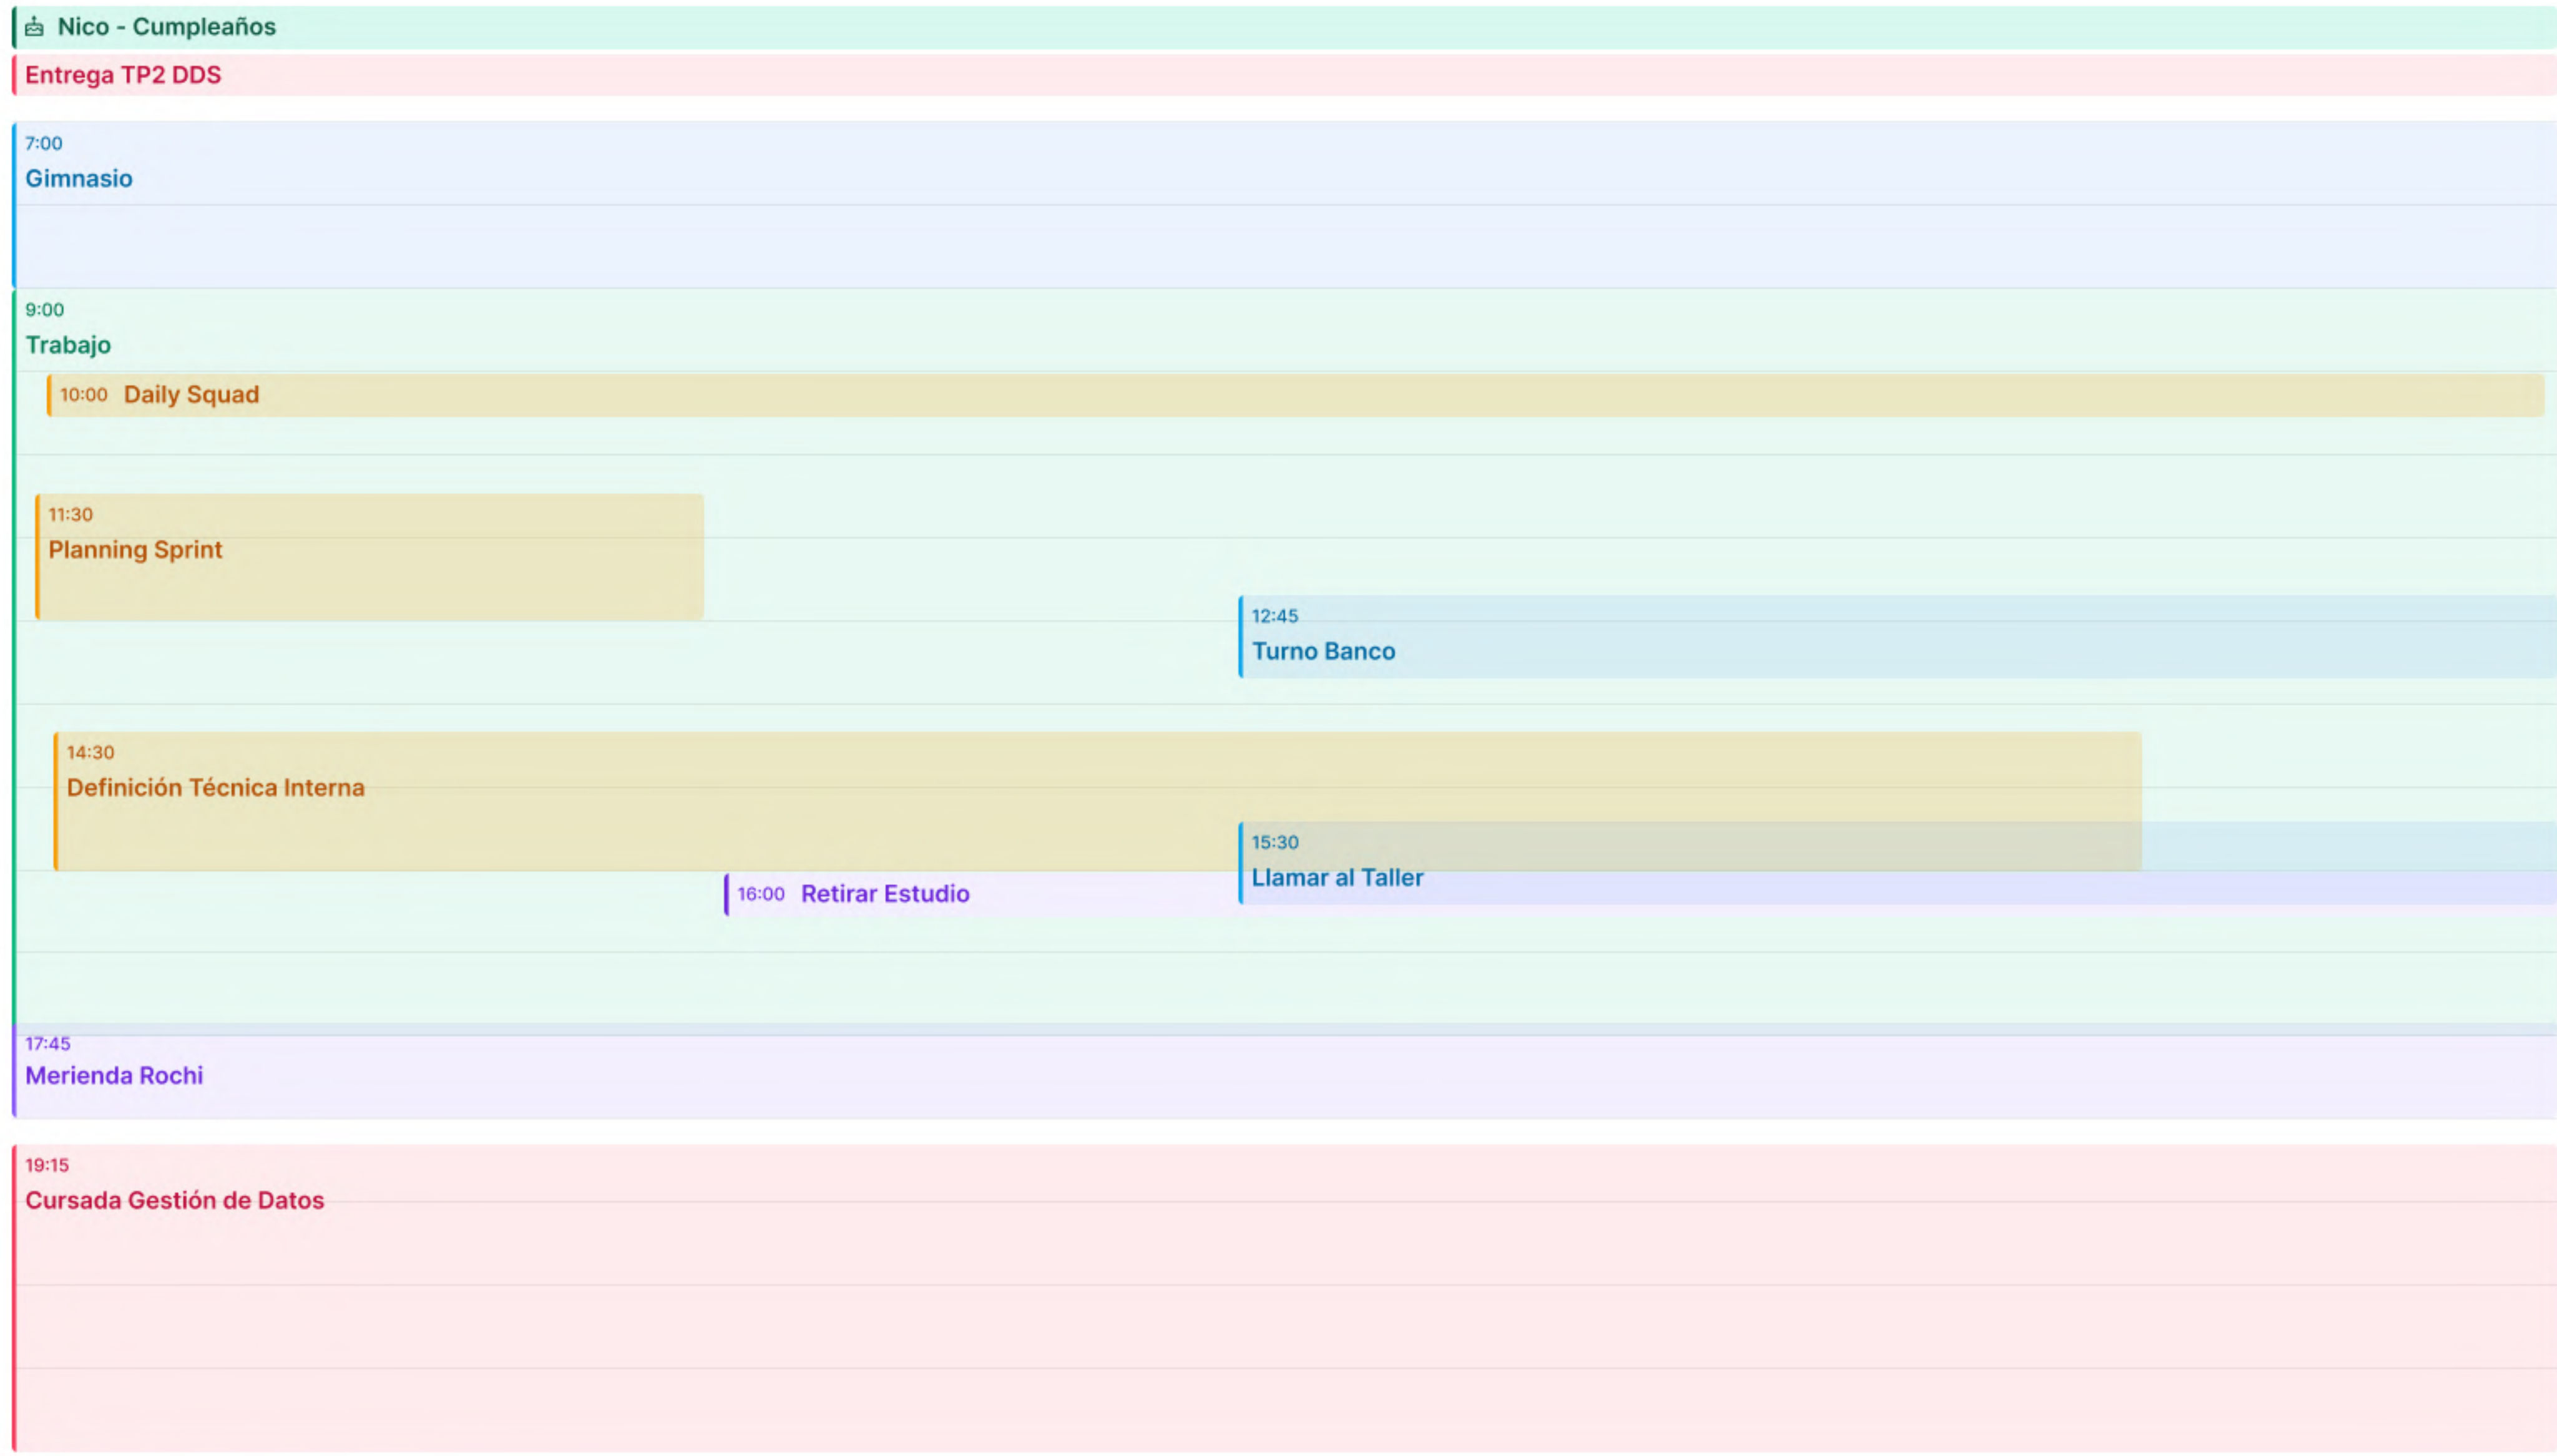 Nico - Cumpleaños
Entrega TP2 DDS
7:00
Gimnasio
9:00
Trabajo
10:00 Daily Squad
11:30
Planning Sprint
12:45
Turno Banco
14:30
Definición Técnica Interna
15:30
Llamar al Taller
16:00 Retirar Estudio
17:45
Merienda Rochi
19:15
Cursada Gestión de Datos